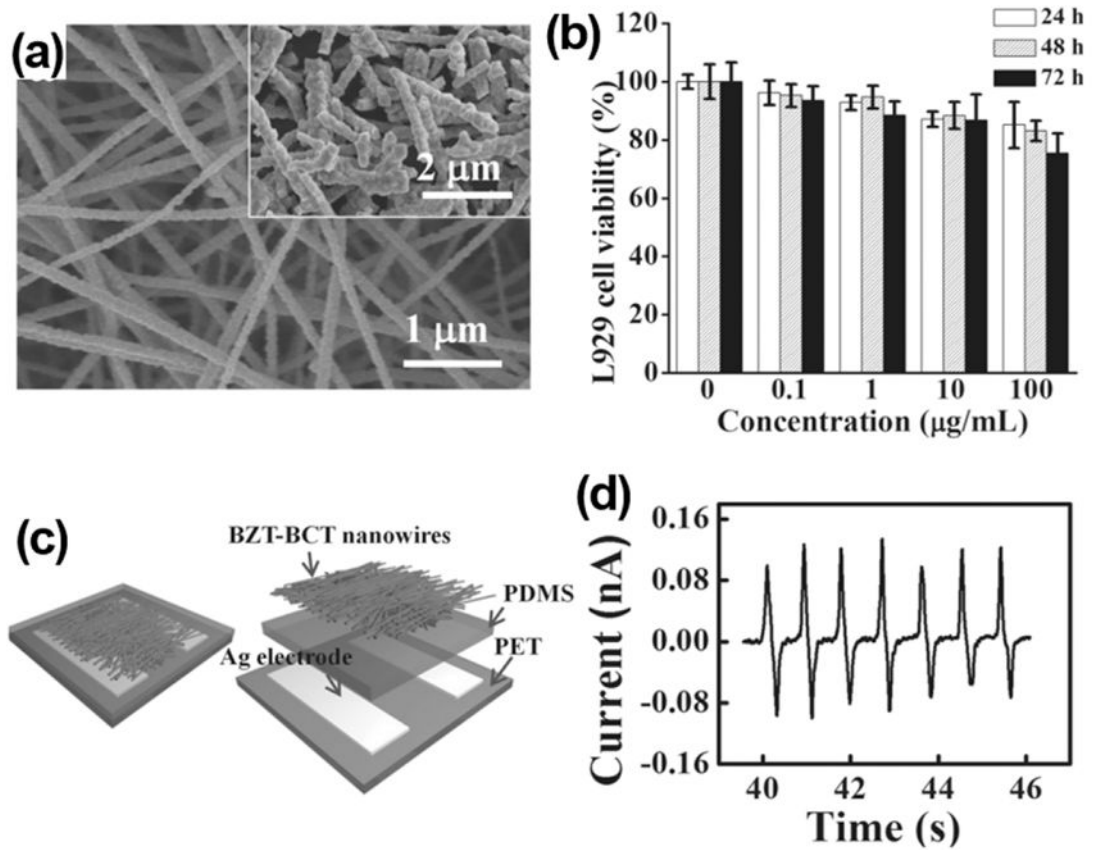 (a)
2 μm
1 μm
(b)
L929 cell viability (%)
120
100
80
60
40
20
0
24 h
48 h
72 h
0 0.1 1 10 100
Concentration (μg/mL)
(c)
BZT-BCT nanowires
PDMS
PET
Ag electrode
(d)
Current (nA)
0.16
0.08
0.00
-0.08
-0.16
40 42 44 46
Time (s)